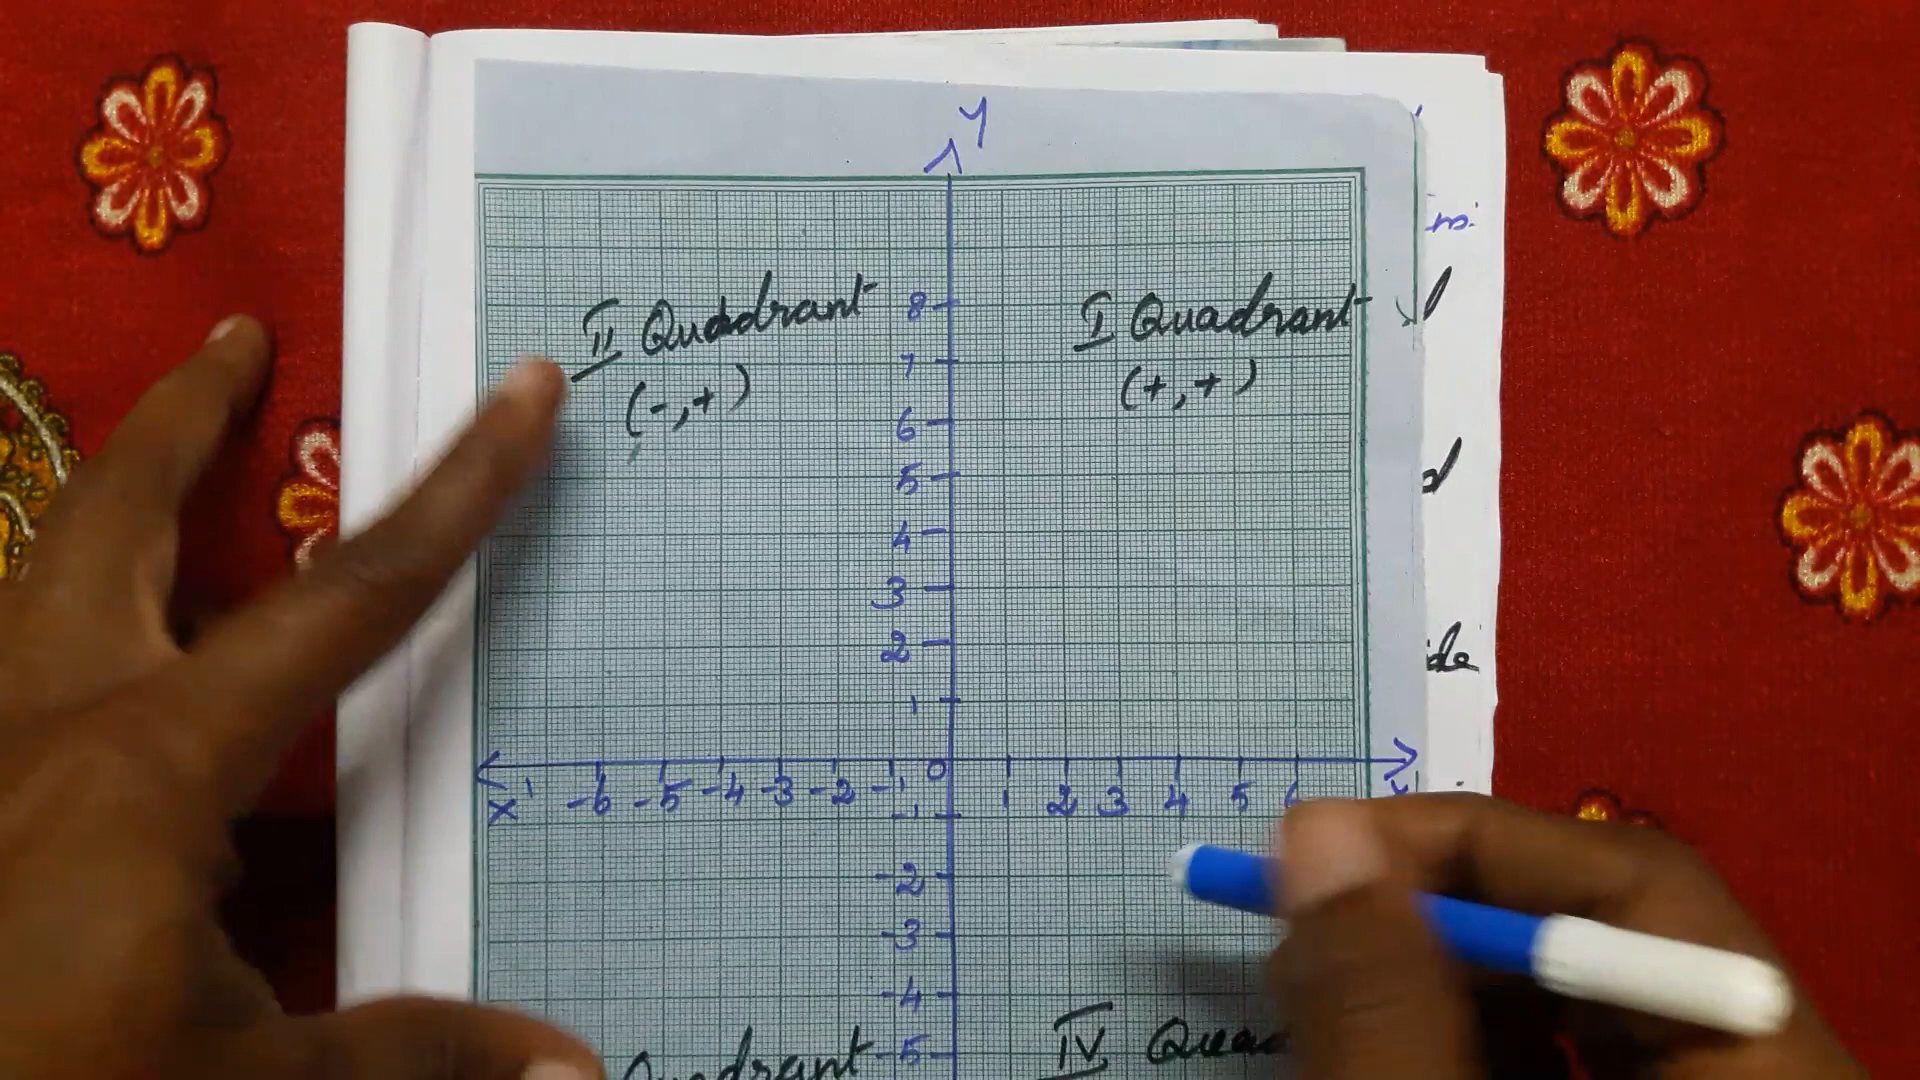 Y
II Quadrant
(-,+)
I Quadrant
(+,+)
8
7
6
5
4
3
2
1
X' -6 -5 -4 -3 -2 -1 0 1 2 3 4 5 6
-1
-2
-3
-4
-5
Quadrant
IV